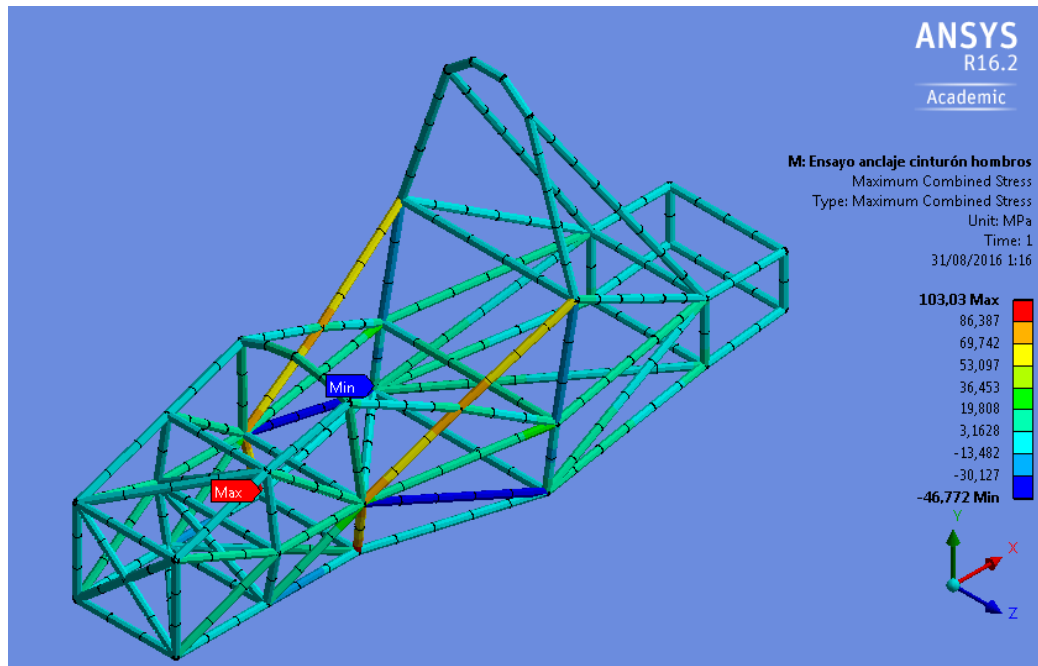 ANSYS
R16.2
Academic
M: Ensayo anclaje cinturón hombros
Maximum Combined Stress
Type: Maximum Combined Stress
Unit: MPa
Time: 1
31/08/2016 1:16
103,03 Max
86,387
69,742
53,097
36,453
19,808
3,1628
-13,482
-30,127
-46,772 Min
Min
Max
Y
X
Z